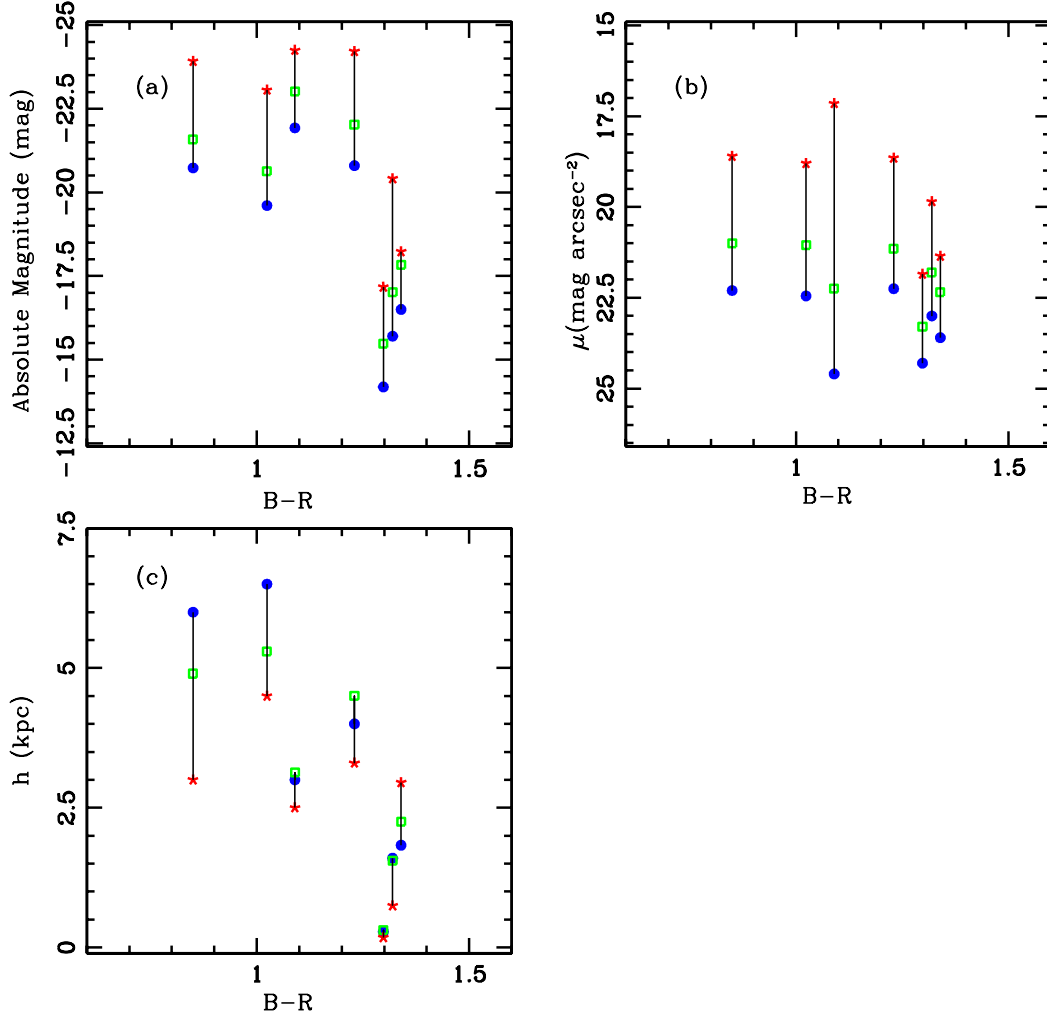 (a)
Absolute Magnitude (mag)
−25
−22.5
−20
−17.5
−15
−12.5
1
1.5
B−R
(b)
μ(mag arcsec⁻²)
15
17.5
20
22.5
25
1
1.5
B−R
(c)
h (kpc)
7.5
5
2.5
0
1
1.5
B−R